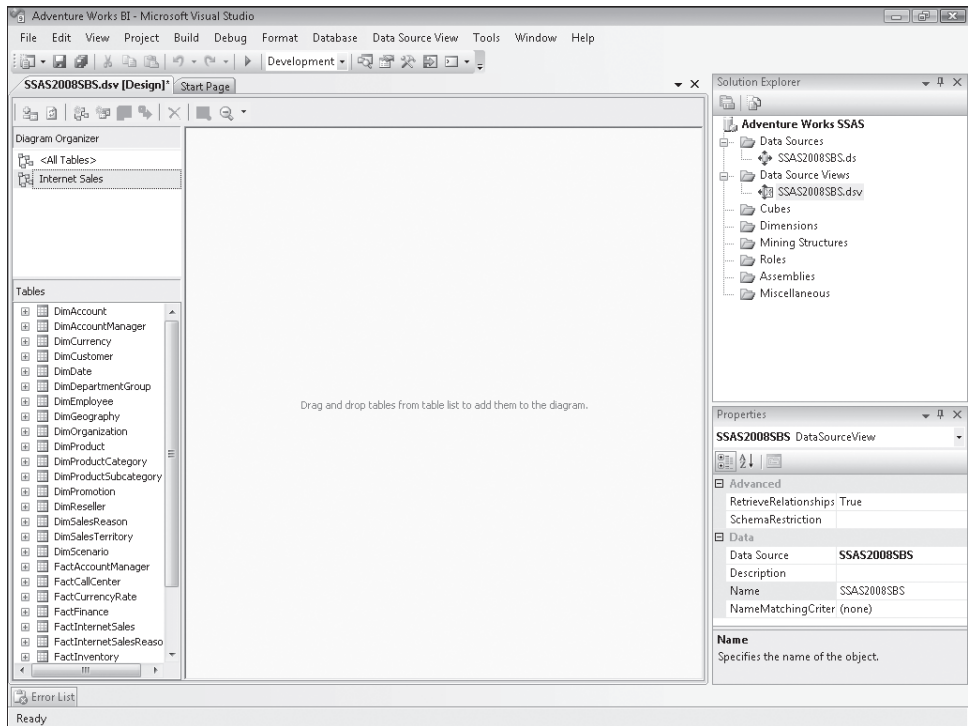 Adventure Works BI - Microsoft Visual Studio
File Edit View Project Build Debug Format Database Data Source View Tools Window Help
Development
SSAS2008SBS.dsv [Design]* Start Page
Diagram Organizer
<All Tables>
Internet Sales
Tables
DimAccount
DimAccountManager
DimCurrency
DimCustomer
DimDate
DimDepartmentGroup
DimEmployee
DimGeography
DimOrganization
DimProduct
DimProductCategory
DimProductSubcategory
DimPromotion
DimReseller
DimSalesReason
DimSalesTerritory
DimScenario
FactAccountManager
FactCallCenter
FactCurrencyRate
FactFinance
FactInternetSales
FactInternetSalesReaso
FactInventory
Drag and drop tables from table list to add them to the diagram.
Solution Explorer
Adventure Works SSAS
Data Sources
SSAS2008SBS.ds
Data Source Views
SSAS2008SBS.dsv
Cubes
Dimensions
Mining Structures
Roles
Assemblies
Miscellaneous
Properties
SSAS2008SBS DataSourceView
Advanced
RetrieveRelationships True
SchemaRestriction
Data
Data Source SSAS2008SBS
Description
Name SSAS2008SBS
NameMatchingCriter (none)
Name
Specifies the name of the object.
Error List
Ready